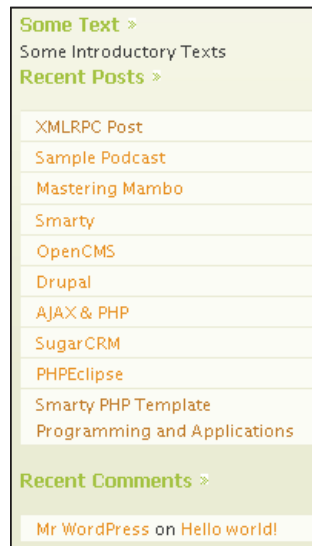 Some Text »
Some Introductory Texts
Recent Posts »
XMLRPC Post
Sample Podcast
Mastering Mambo
Smarty
OpenCMS
Drupal
AJAX & PHP
SugarCRM
PHPEclipse
Smarty PHP Template
Programming and Applications
Recent Comments »
Mr WordPress on Hello world!